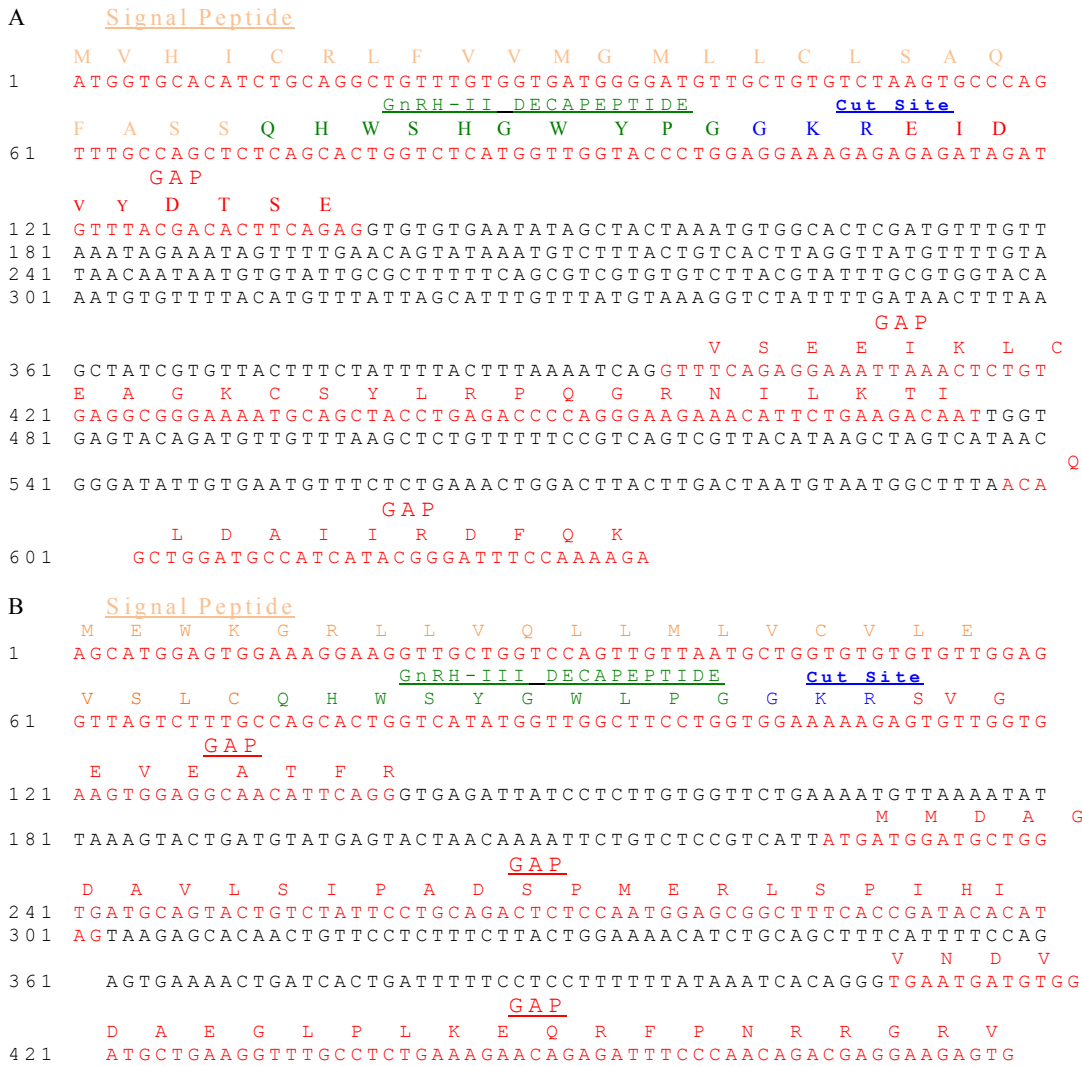 A Signal Peptide
M V H I C R L F V V M G M L L C L S A Q
1 ATGGTGCACATCTGCAGGCTGTTTGTGGTGATGGGGATGTTGCTGTGTCTAAGTGCCCAG
GnRH-II DECAPEPTIDE Cut Site
F A S S Q H W S H G W Y P G G K R E I D
61 TTTGCCAGCTCTCAGCACTGGTCTCATGGTTGGTACCCTGGAGGAAAGAGAGAGATAGAT
GAP
V Y D T S E
121 GTTTACGACACTTCAGAGGTGTGTGAATATAGCTACTAAATGTGGCACTCGATGTTTGTT
181 AAATAGAAATAGTTTTGAACAGTATAAATGTCTTTACTGTCACTTAGGTTATGTTTTGTA
241 TAACAATAATGTGTATTGCGCTTTTTCAGCGTCGTGTGTCTTACGTATTTGCGTGGTACA
301 AATGTGTTTTACATGTTTATTAGCATTTGTTTATGTAAAGGTCTATTTTGATAACTTTAA
GAP
V S E E I K L C
361 GCTATCGTGTTACTTTCTATTTTACTTTAAAATCAGGTTTCAGAGGAAATTAAACTCTGT
E A G K C S Y L R P Q G R N I L K T I
421 GAGGCGGGAAAATGCAGCTACCTGAGACCCCAGGGAAGAAACATTCTGAAGACAATTGGT
481 GAGTACAGATGTTGTTTAAGCTCTGTTTTTCCGTCAGTCGTTACATAAGCTAGTCATAAC
Q
541 GGGATATTGTGAATGTTTCTCTGAAACTGGACTTACTTGACTAATGTAATGGCTTTAACA
GAP
L D A I I R D F Q K
601 GCTGGATGCCATCATACGGGATTTCCAAAAGA
B Signal Peptide
M E W K G R L L V Q L L M L V C V L E
1 AGCATGGAGTGGAAAGGAAGGTTGCTGGTCCAGTTGTTAATGCTGGTGTGTGTGTTGGAG
GnRH-III DECAPEPTIDE Cut Site
V S L C Q H W S Y G W L P G G K R S V G
61 GTTAGTCTTTGCCAGCACTGGTCATATGGTTGGCTTCCTGGTGGAAAAAGAGTGTTGGTG
GAP
E V E A T F R
121 AAGTGGAGGCAACATTCAGGGTGAGATTATCCTCTTGTGGTTCTGAAAATGTTAAAATAT
M M D A G
181 TAAAGTACTGATGTATGAGTACTAACAAAATTCTGTCTCCGTCATTATGATGGATGCTGG
GAP
D A V L S I P A D S P M E R L S P I H I
241 TGATGCAGTACTGTCTATTCCTGCAGACTCTCCAATGGAGCGGCTTTCACCGATACACAT
301 AGTAAGAGCACAACTGTTCCTCTTTCTTACTGGAAAACATCTGCAGCTTTCATTTTCCAG
V N D V
361 AGTGAAAACTGATCACTGATTTTTCCTCCTTTTTTATAAATCACAGGGTGAATGATGTGG
GAP
D A E G L P L K E Q R F P N R R G R V
421 ATGCTGAAGGTTTGCCTCTGAAAGAACAGAGATTTCCCAACAGACGAGGAAGAGTG